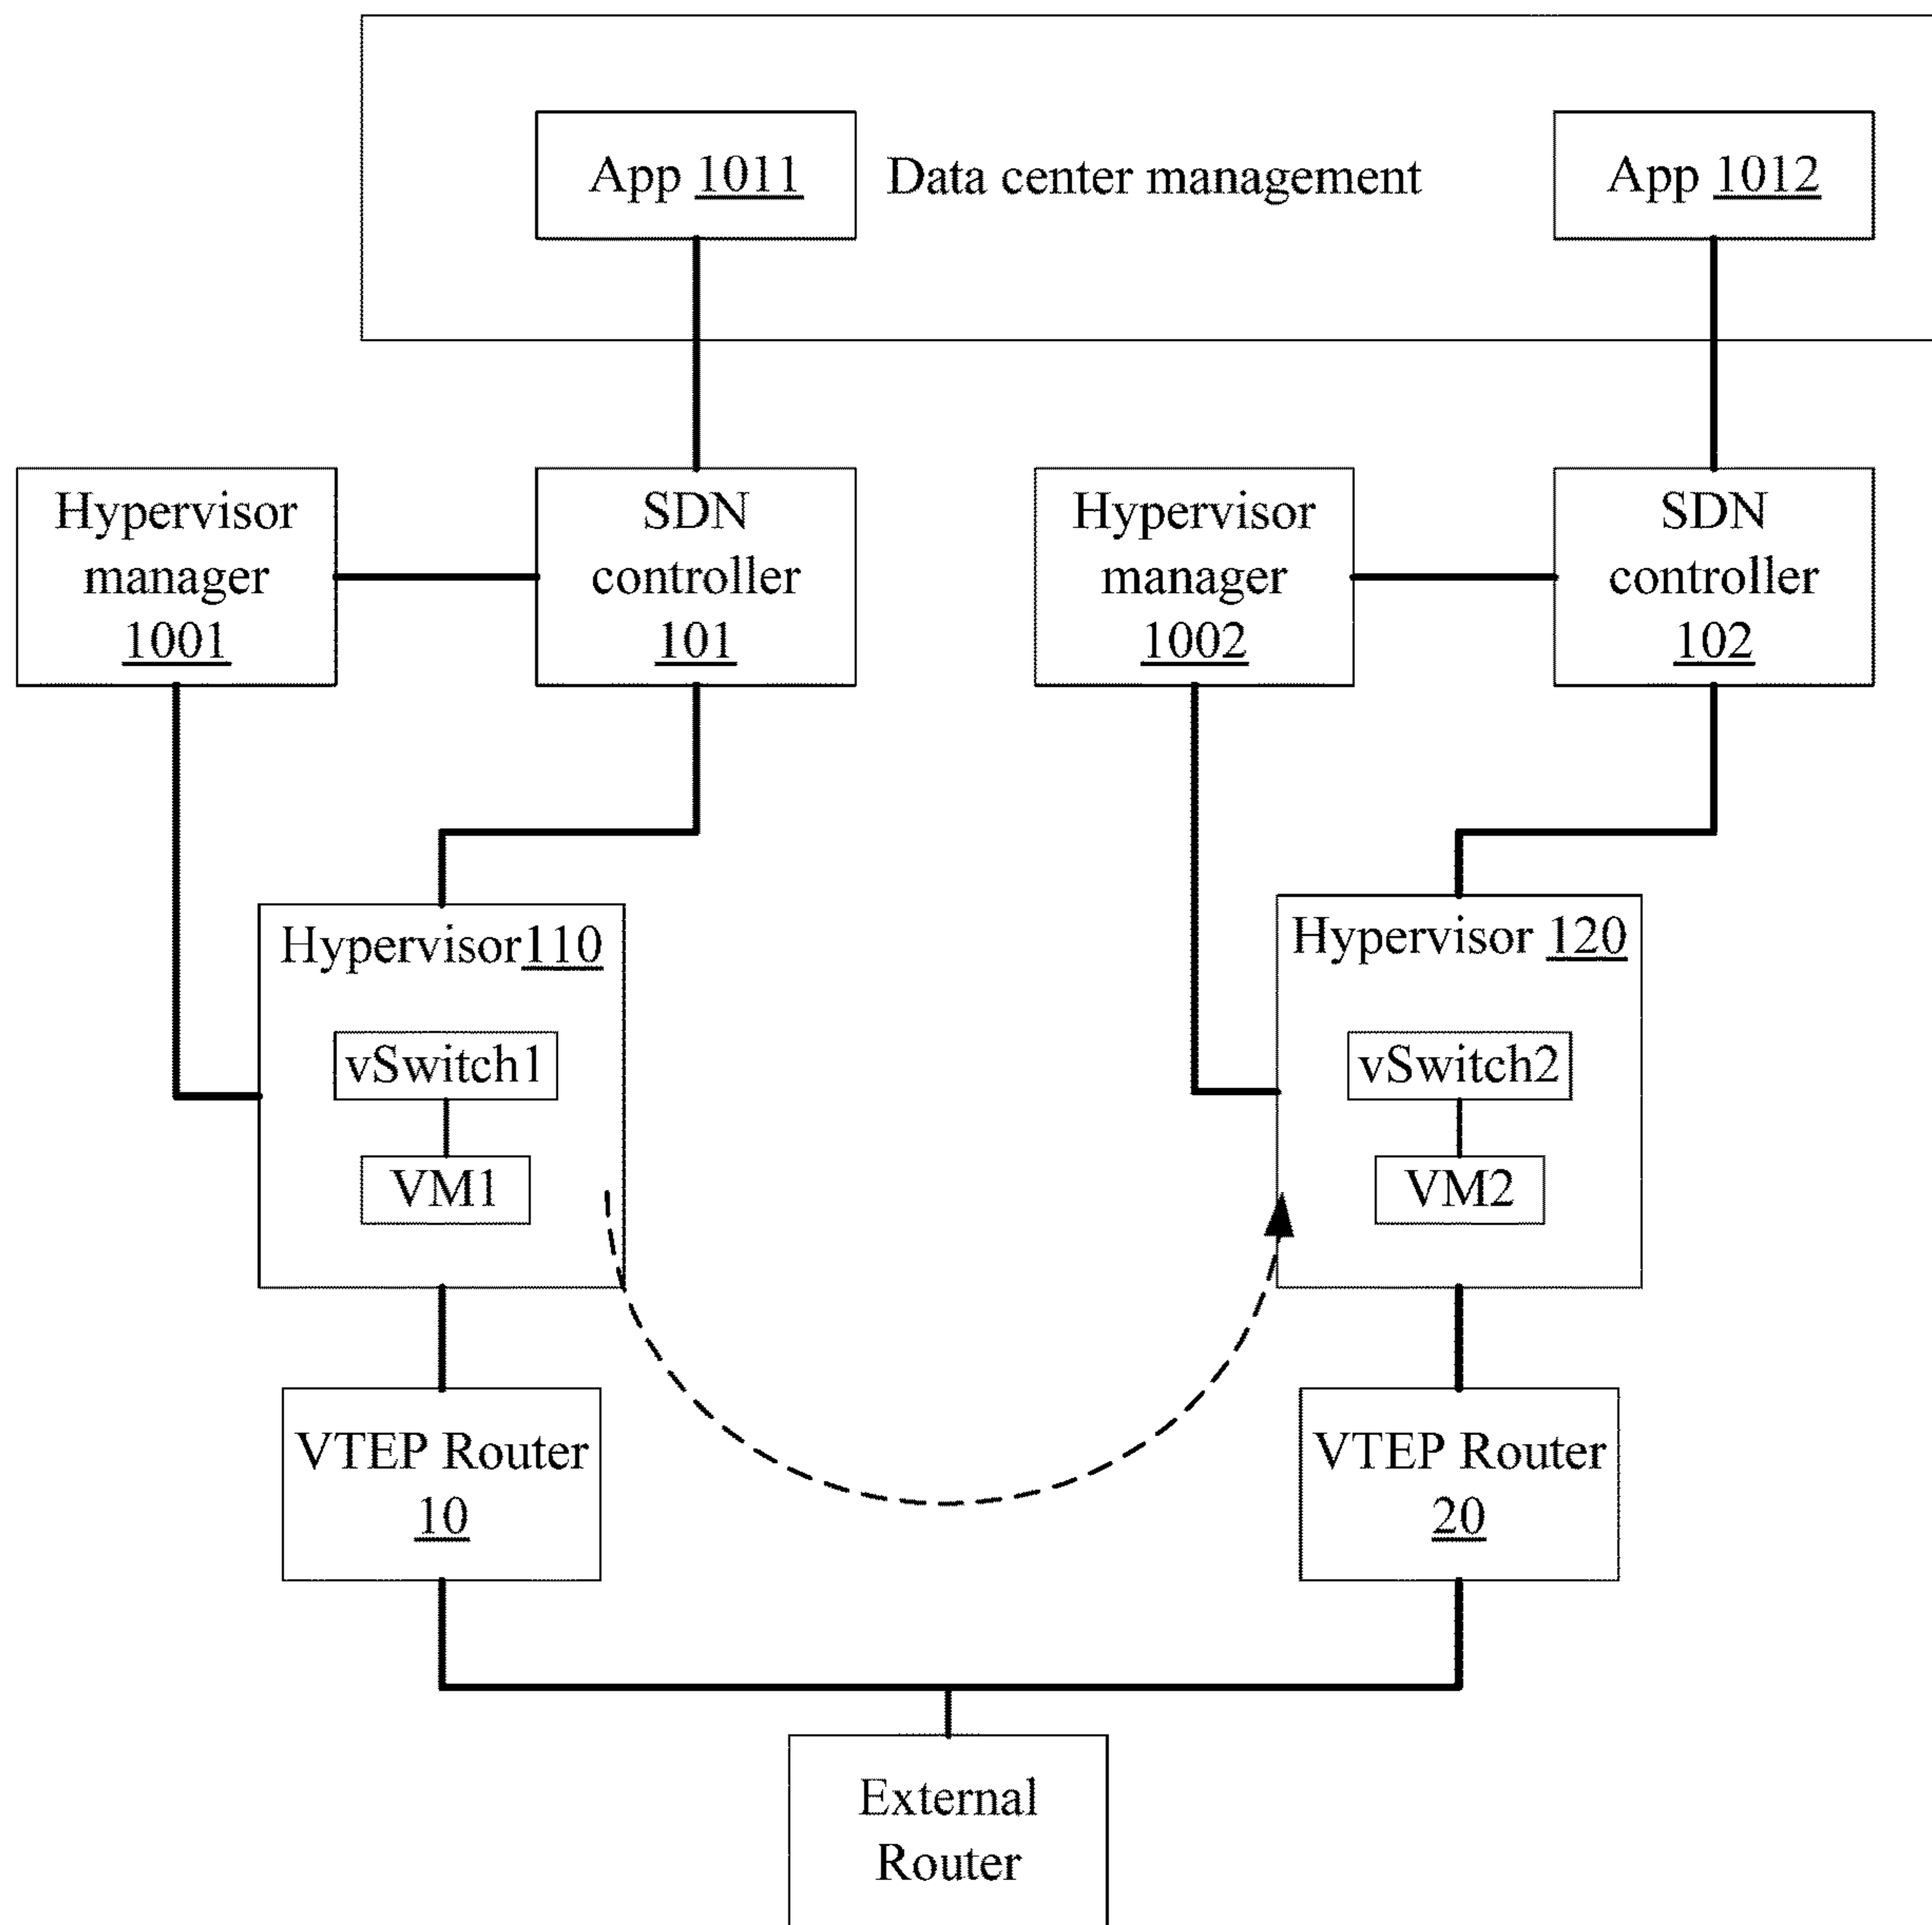 App 1011
Data center management
App 1012
Hypervisor
manager
1001
SDN
controller
101
Hypervisor
manager
1002
SDN
controller
102
Hypervisor110
vSwitch1
VM1
Hypervisor 120
vSwitch2
VM2
VTEP Router
10
VTEP Router
20
External
Router